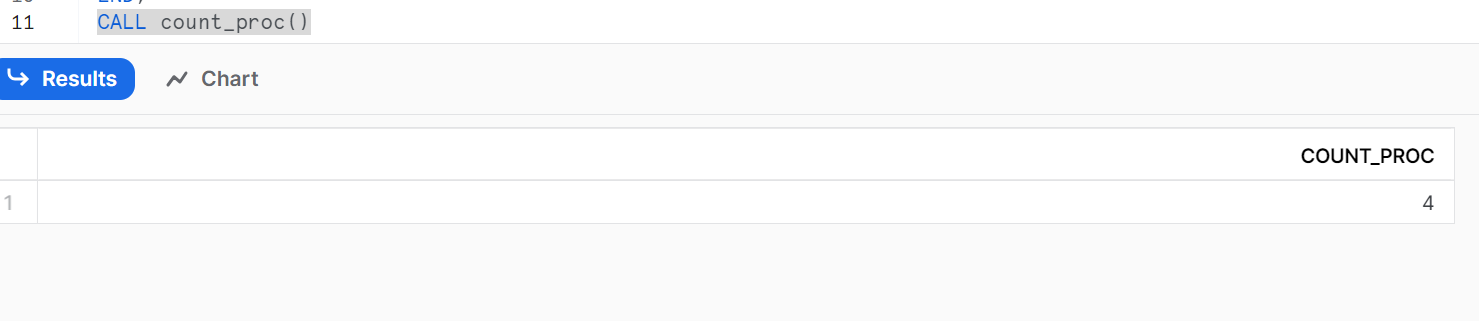 11 CALL count_proc()
Results Chart
COUNT_PROC
1 4